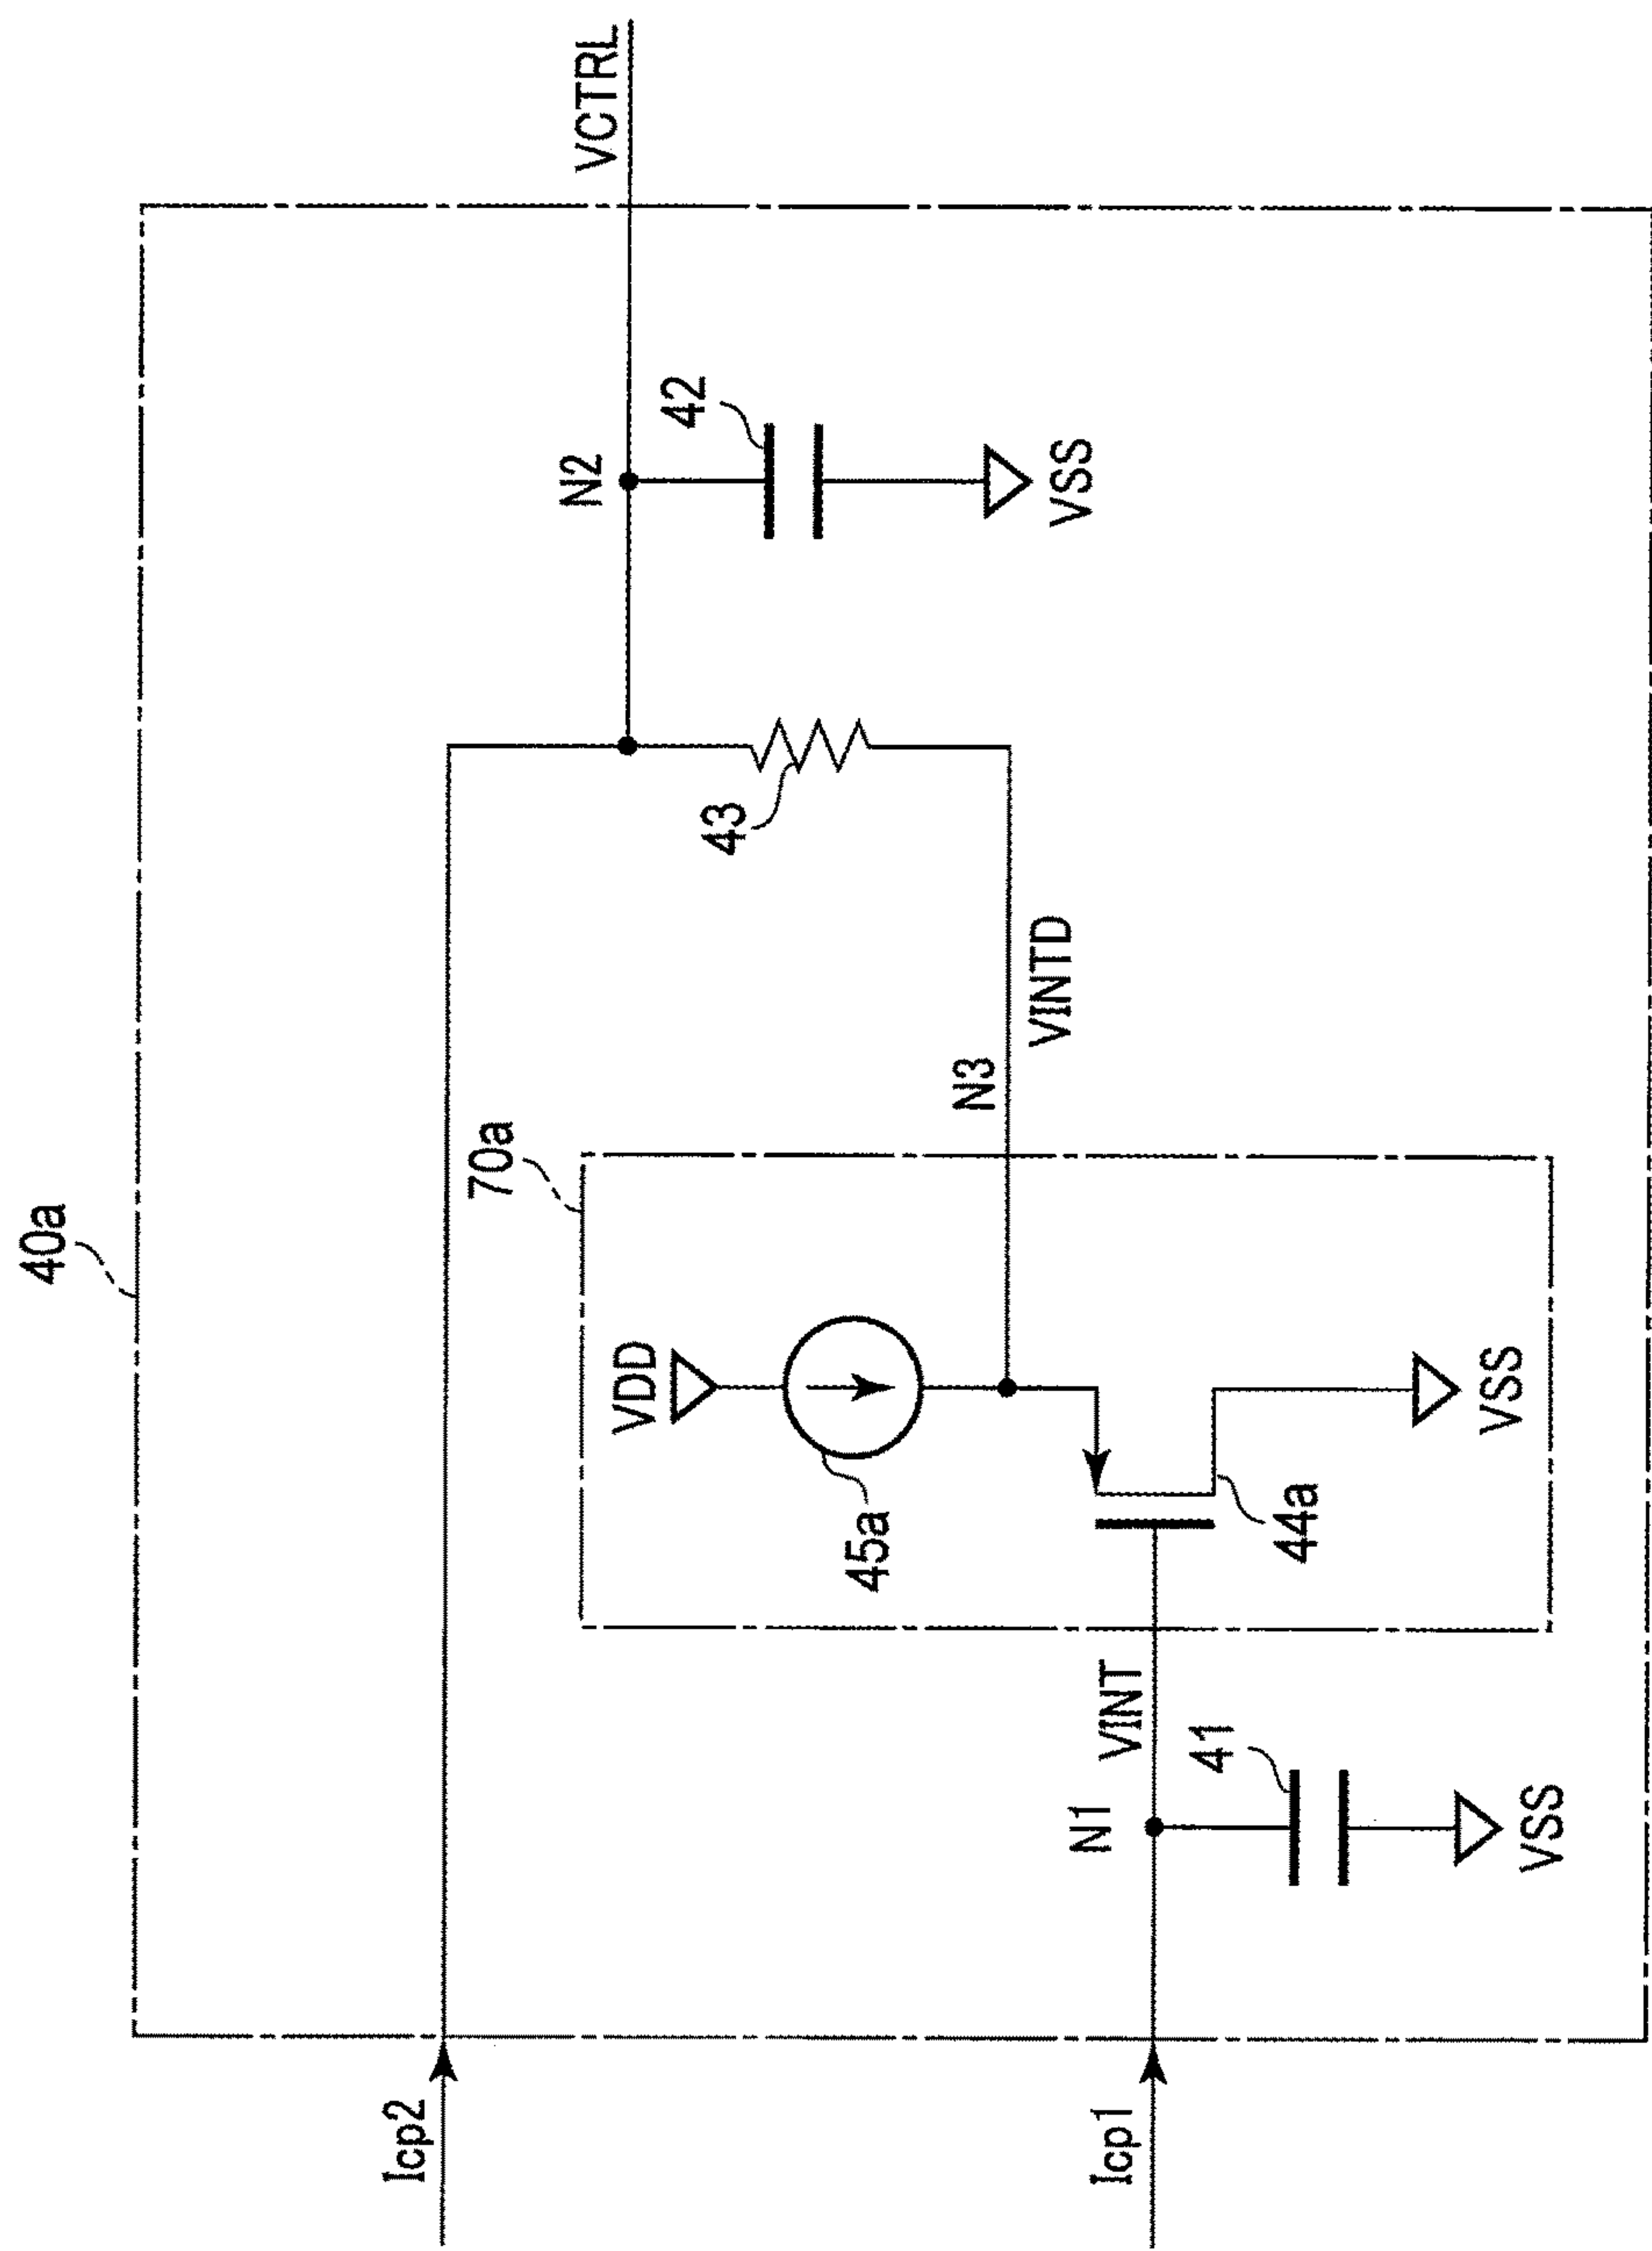 40a
Icp2
VCTRL
70a
N2
42
VSS
43
VDD
45a
N3
VINTD
Icp1
N1
VINT
41
VSS
44a
VSS